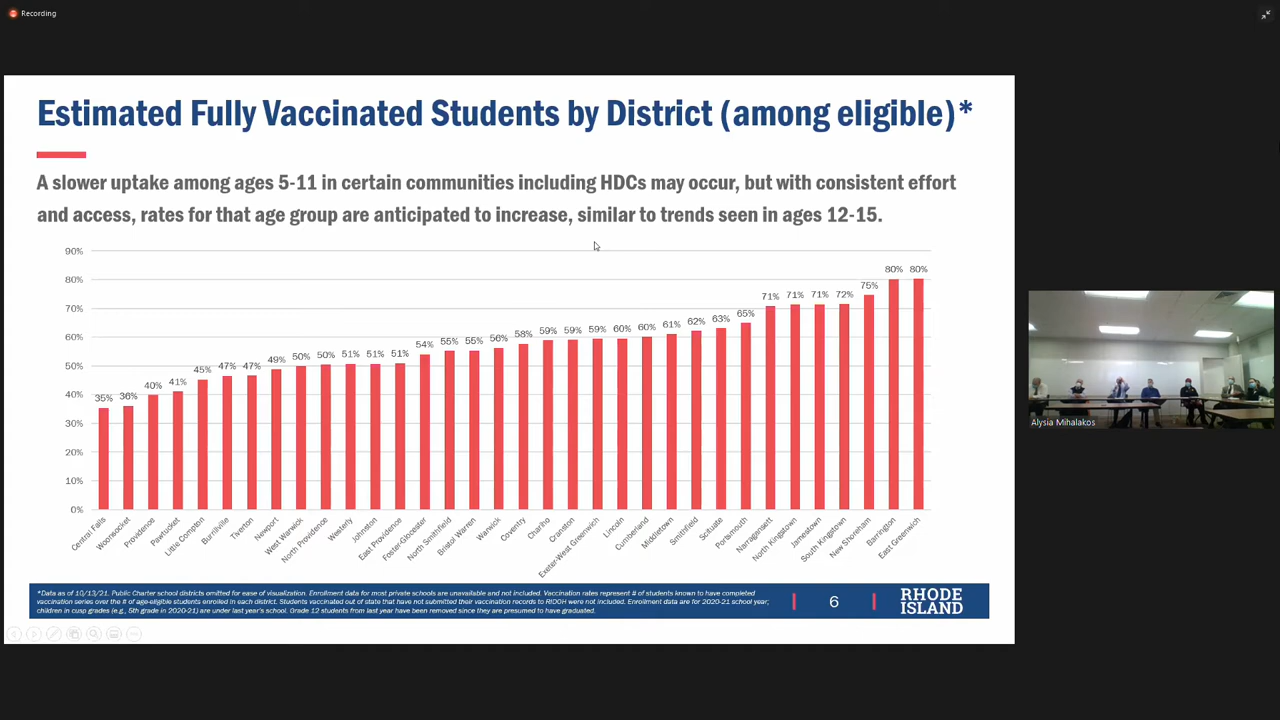 Recording
Estimated Fully Vaccinated Students by District (among eligible)*
A slower uptake among ages 5-11 in certain communities including HDCs may occur, but with consistent effort
and access, rates for that age group are anticipated to increase, similar to trends seen in ages 12-15.
90%
80%
70%
60%
50%
40%
30%
20%
10%
0%
35%
36%
40%
41%
45%
47%
47%
49%
50%
50%
51%
51%
51%
54%
55%
55%
56%
58%
59%
59%
59%
60%
60%
61%
62%
63%
65%
71%
71%
71%
72%
75%
80%
80%
Central Falls
Woonsocket
Providence
Pawtucket
Little Compton
Burrillville
Tiverton
Newport
West Warwick
North Providence
Westerly
Johnston
East Providence
Foster-Glocester
North Smithfield
Bristol Warren
Warwick
Coventry
Chariho
Cranston
Exeter-West Greenwich
Lincoln
Cumberland
Middletown
Smithfield
Scituate
Portsmouth
Narragansett
North Kingstown
Jamestown
South Kingstown
New Shoreham
Barrington
East Greenwich
*Data as of 10/13/21. Public Charter school districts omitted for ease of visualization. Enrollment data for most private schools are unavailable and not included. Vaccination rates represent # of students known to have completed
vaccination series over the # of age-eligible students enrolled in each district. Students vaccinated out of state that have not submitted their vaccination records to RIDOH were not included. Enrollment data are for 2020-21 school year;
children in cusp grades (e.g., 5th grade in 2020-21) are under last year's school. Grade 12 students from last year have been removed since they are presumed to have graduated.
6
RHODE
ISLAND
Alysia Mihalakos